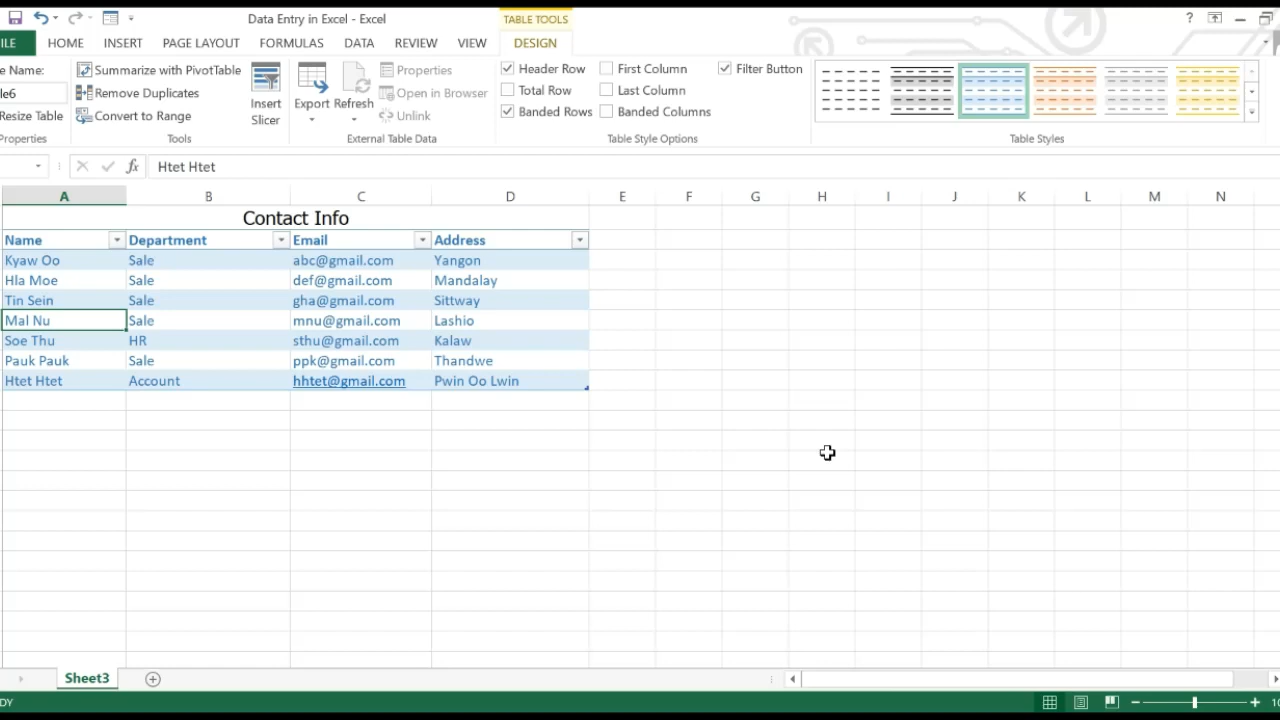 Data Entry in Excel - Excel
TABLE TOOLS
?
ILE HOME INSERT PAGE LAYOUT FORMULAS DATA REVIEW VIEW DESIGN
e Name:
le6
Resize Table
Properties
Summarize with PivotTable
Remove Duplicates
Convert to Range
Tools
Insert
Slicer
Export Refresh
Properties
Open in Browser
Unlink
External Table Data
Header Row First Column Filter Button
Total Row Last Column
Banded Rows Banded Columns
Table Style Options
Table Styles
fx Htet Htet
A B C D E F G H I J K L M N
Contact Info
Name Department Email Address
Kyaw Oo Sale abc@gmail.com Yangon
Hla Moe Sale def@gmail.com Mandalay
Tin Sein Sale gha@gmail.com Sittway
Mal Nu Sale mnu@gmail.com Lashio
Soe Thu HR sthu@gmail.com Kalaw
Pauk Pauk Sale ppk@gmail.com Thandwe
Htet Htet Account hhtet@gmail.com Pwin Oo Lwin
Sheet3
DY
10